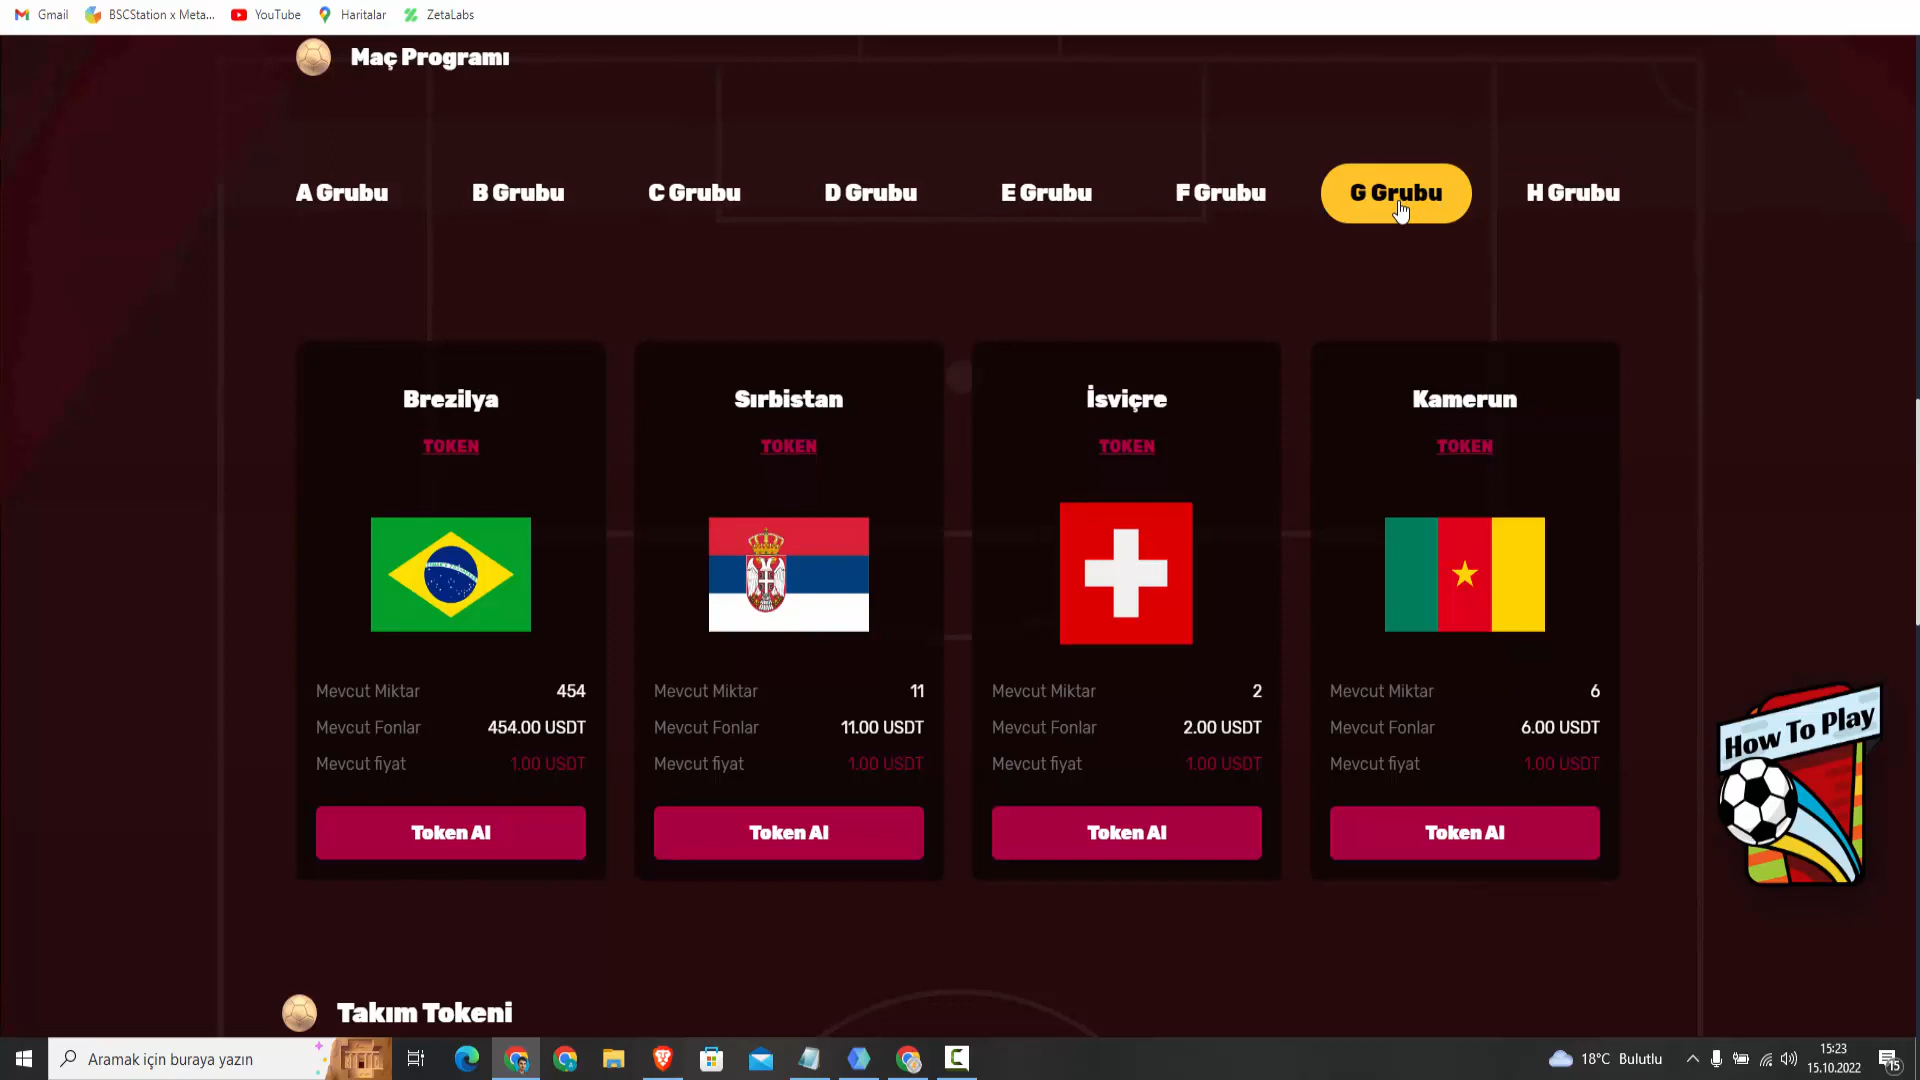 Gmail
BSCStation x Meta...
YouTube
Haritalar
ZetaLabs
Maç Programı
A Grubu
B Grubu
C Grubu
D Grubu
E Grubu
F Grubu
G Grubu
H Grubu
Brezilya
TOKEN
Mevcut Miktar 454
Mevcut Fonlar 454.00 USDT
Mevcut fiyat 1.00 USDT
Token Al
Sırbistan
TOKEN
Mevcut Miktar 11
Mevcut Fonlar 11.00 USDT
Mevcut fiyat 1.00 USDT
Token Al
İsviçre
TOKEN
Mevcut Miktar 2
Mevcut Fonlar 2.00 USDT
Mevcut fiyat 1.00 USDT
Token Al
Kamerun
TOKEN
Mevcut Miktar 6
Mevcut Fonlar 6.00 USDT
Mevcut fiyat 1.00 USDT
Token Al
How To Play
Takım Tokeni
Aramak için buraya yazın
18°C Bulutlu
15:23
15.10.2022
15